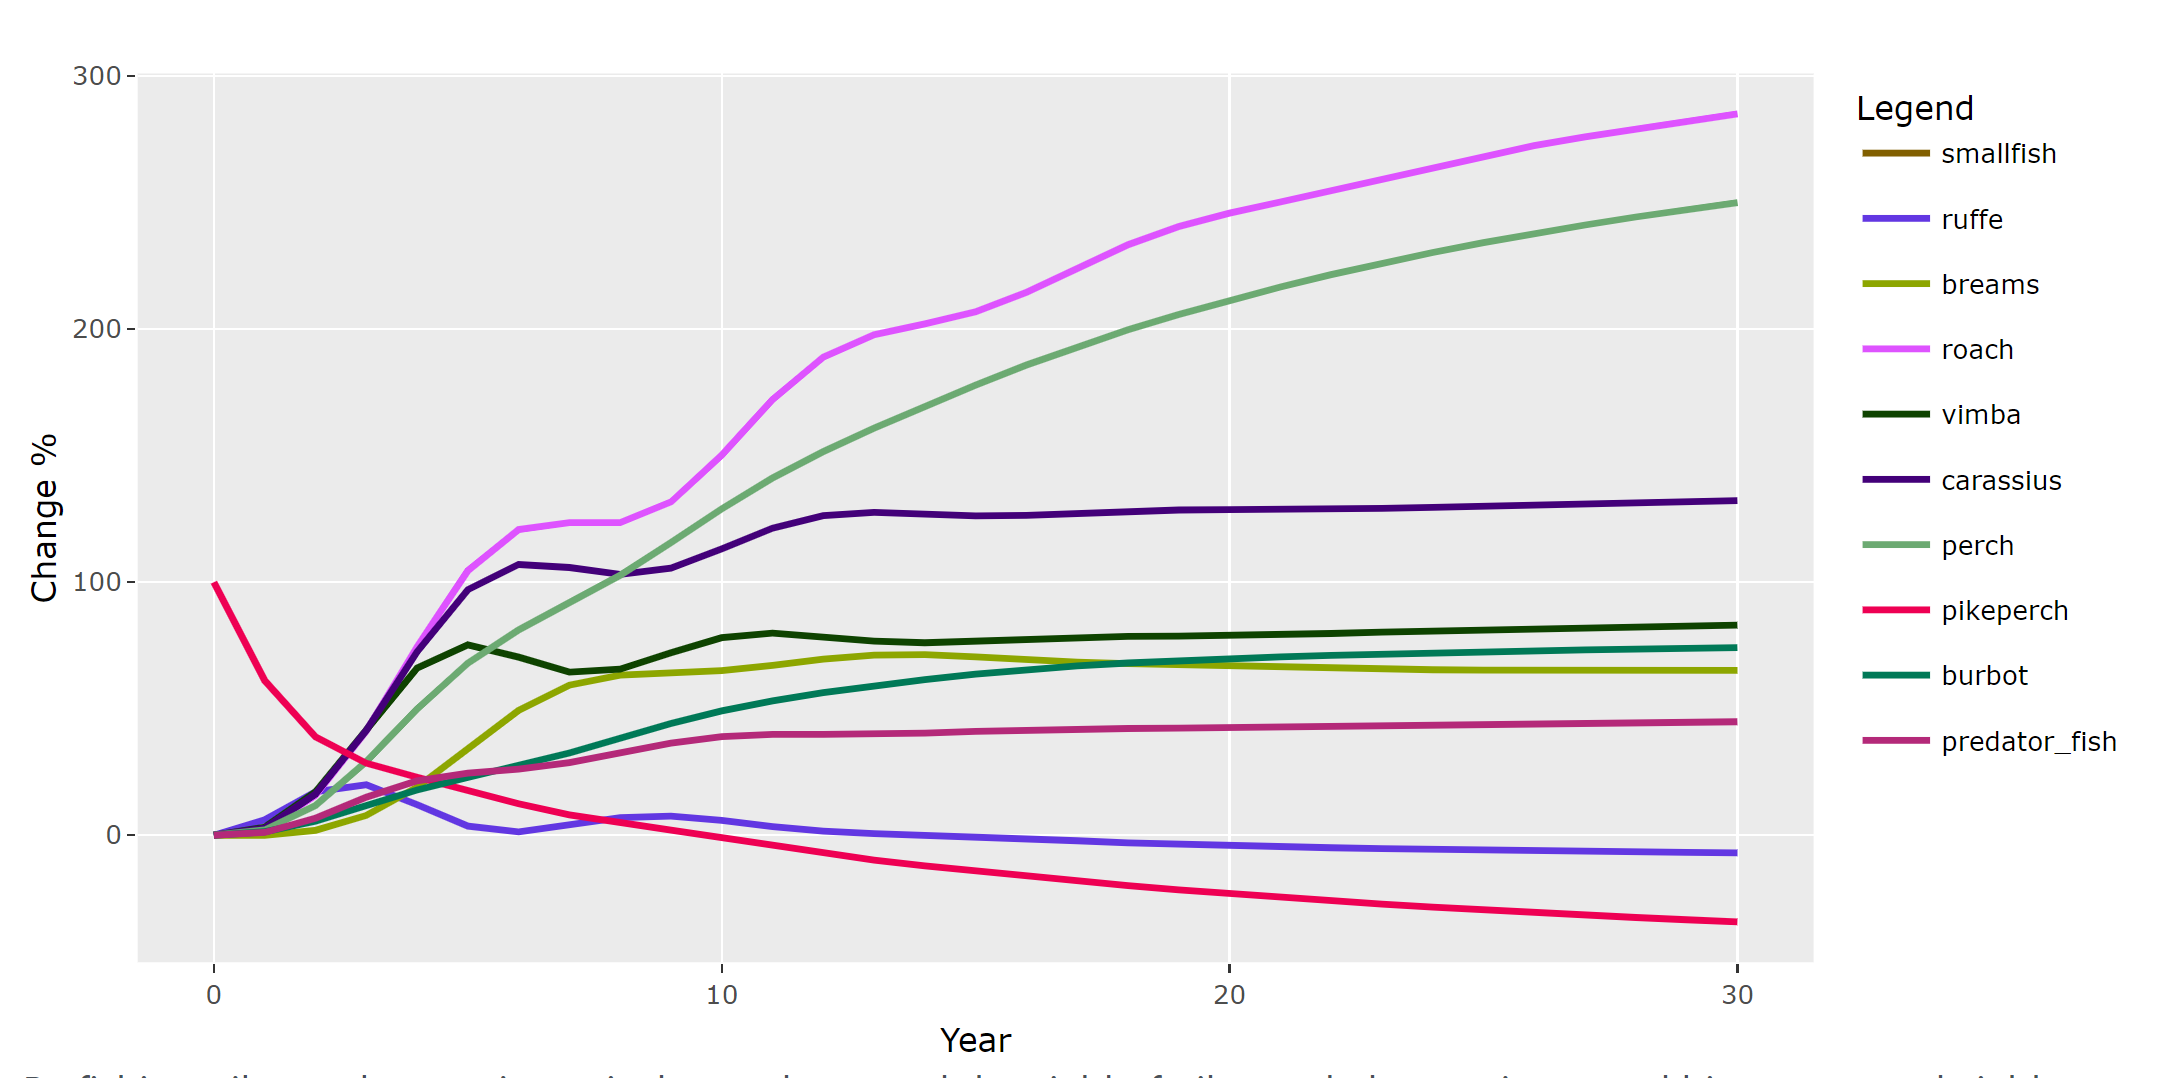 300
200
100
0
Change %
0
10
20
30
Year
Legend
smallfish
ruffe
breams
roach
vimba
carassius
perch
pikeperch
burbot
predator_fish